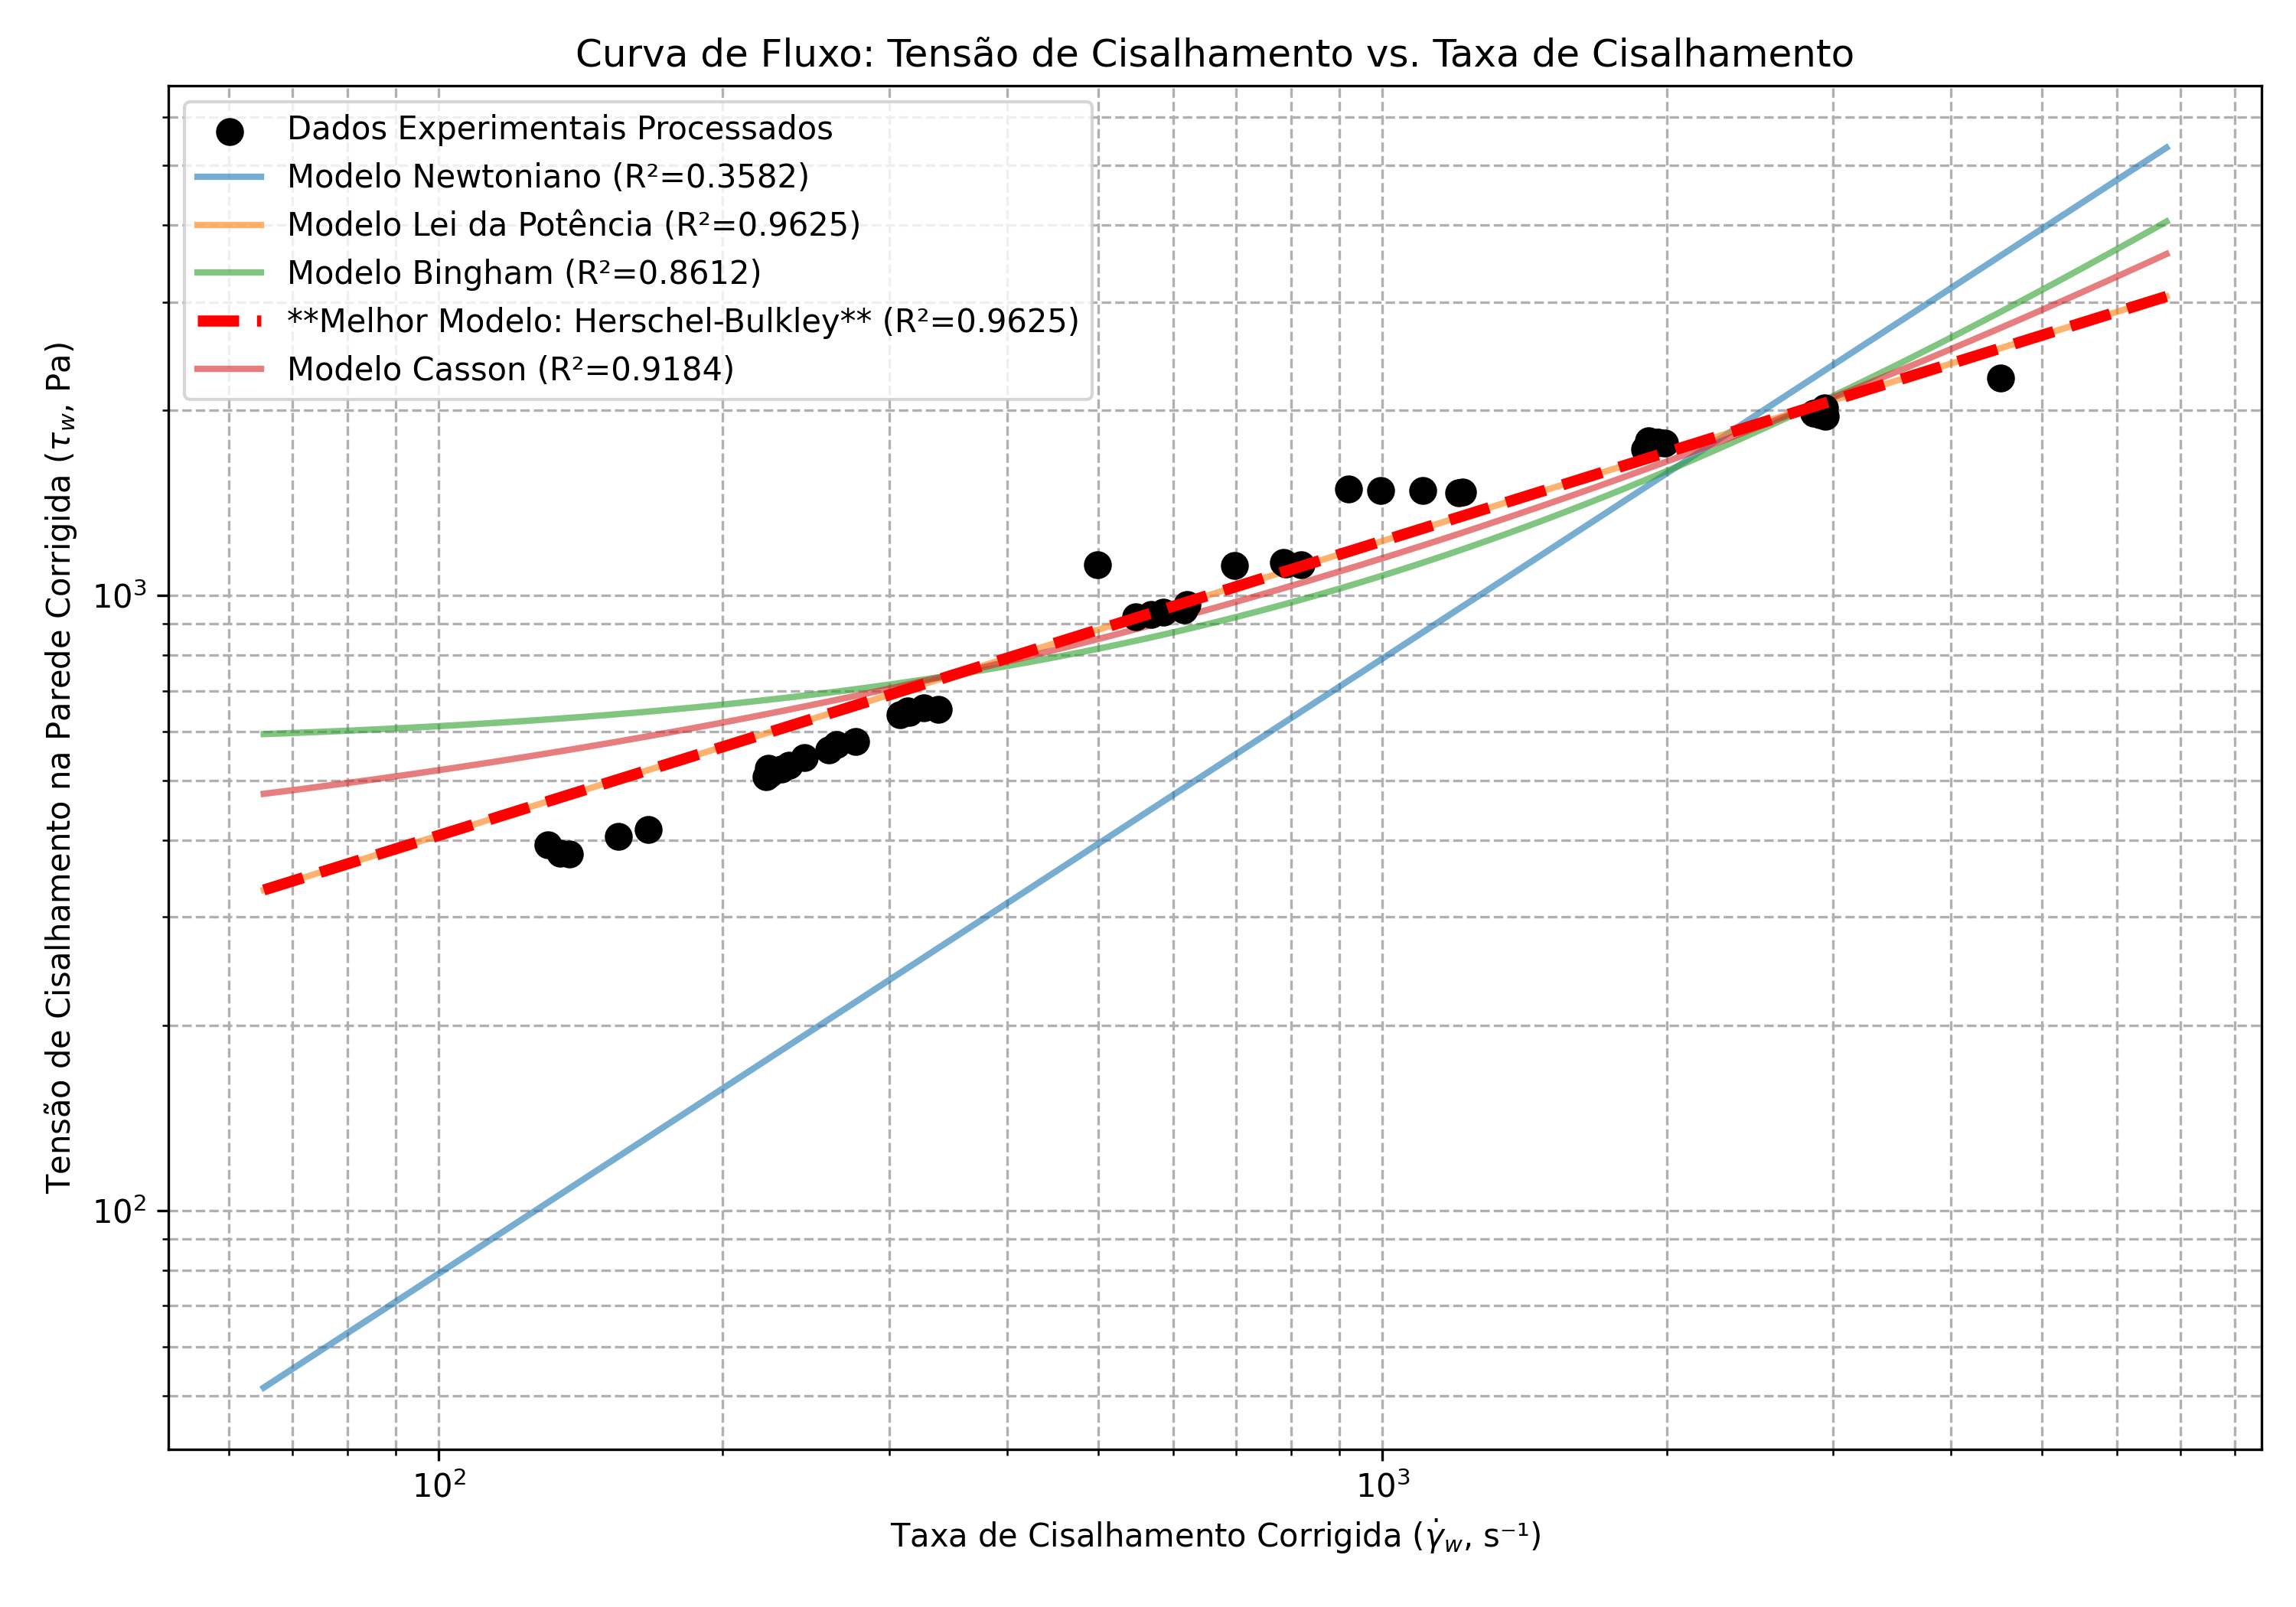 Curva de Fluxo: Tensão de Cisalhamento vs. Taxa de Cisalhamento
Dados Experimentais Processados
Modelo Newtoniano (R²=0.3582)
Modelo Lei da Potência (R²=0.9625)
Modelo Bingham (R²=0.8612)
**Melhor Modelo: Herschel-Bulkley** (R²=0.9625)
Modelo Casson (R²=0.9184)
Tensão de Cisalhamento na Parede Corrigida (τ_w, Pa)
10³
10²
10²
10³
Taxa de Cisalhamento Corrigida (γ̇_w, s⁻¹)